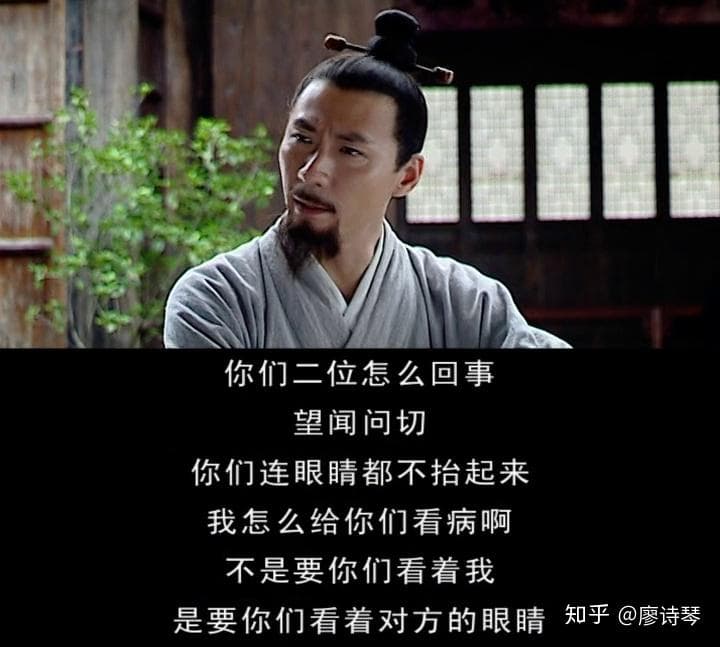 你们二位怎么回事
望闻问切
你们连眼睛都不抬起来
我怎么给你们看病啊
不是要你们看着我
是要你们看着对方的眼睛
知乎 @廖诗琴